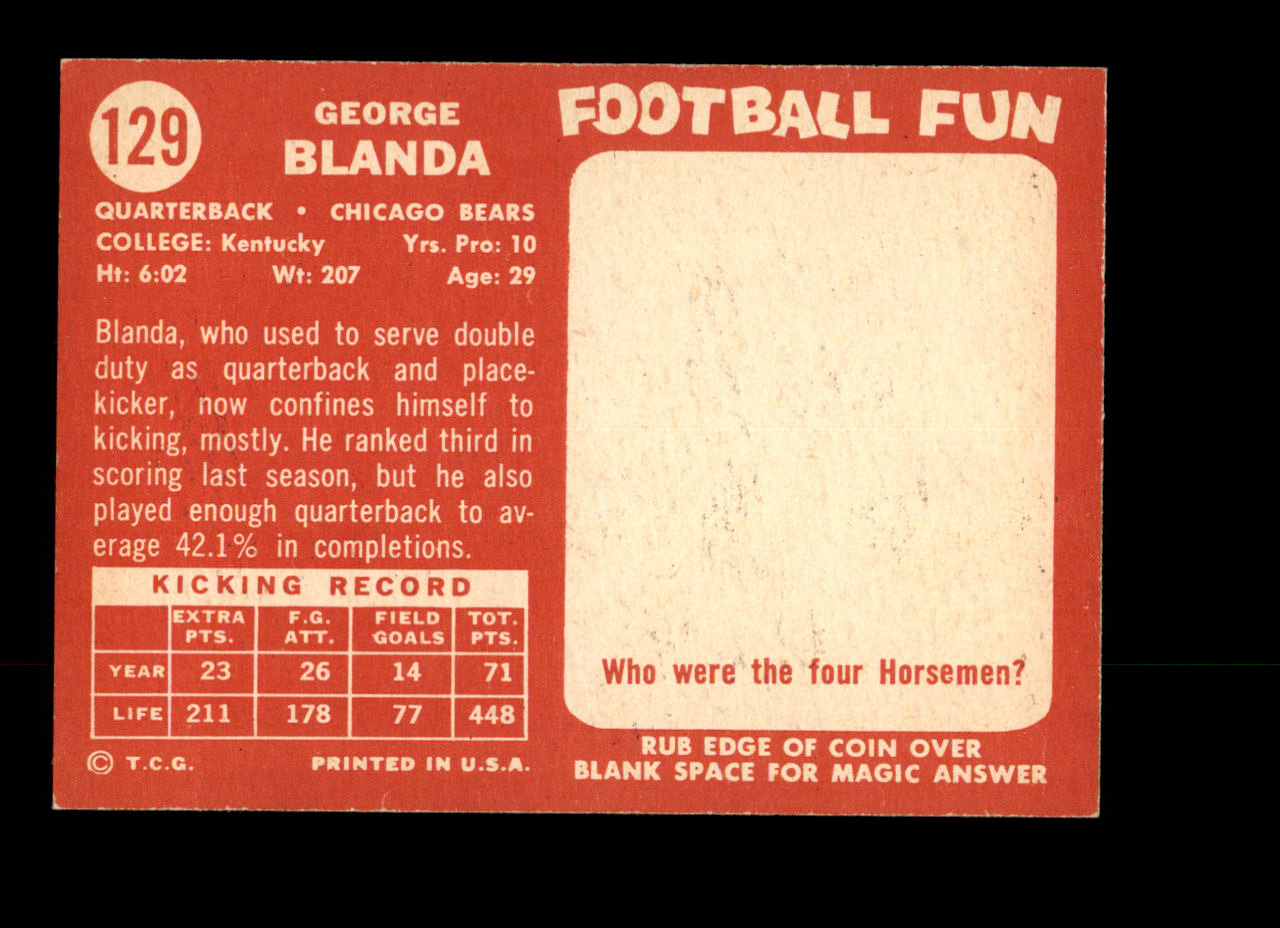 129
GEORGE
BLANDA
QUARTERBACK • CHICAGO BEARS
COLLEGE: Kentucky Yrs. Pro: 10
Ht: 6:02 Wt: 207 Age: 29
Blanda, who used to serve double
duty as quarterback and place-
kicker, now confines himself to
kicking, mostly. He ranked third in
scoring last season, but he also
played enough quarterback to av-
erage 42.1% in completions.
KICKING RECORD
EXTRA PTS. F.G. ATT. FIELD GOALS TOT. PTS.
YEAR 23 26 14 71
LIFE 211 178 77 448
© T.C.G. PRINTED IN U.S.A.
FOOTBALL FUN
Who were the four Horsemen?
RUB EDGE OF COIN OVER
BLANK SPACE FOR MAGIC ANSWER